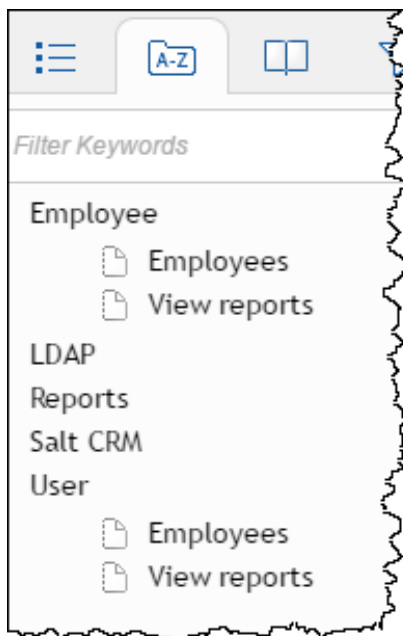 A-Z
Filter Keywords
Employee
Employees
View reports
LDAP
Reports
Salt CRM
User
Employees
View reports